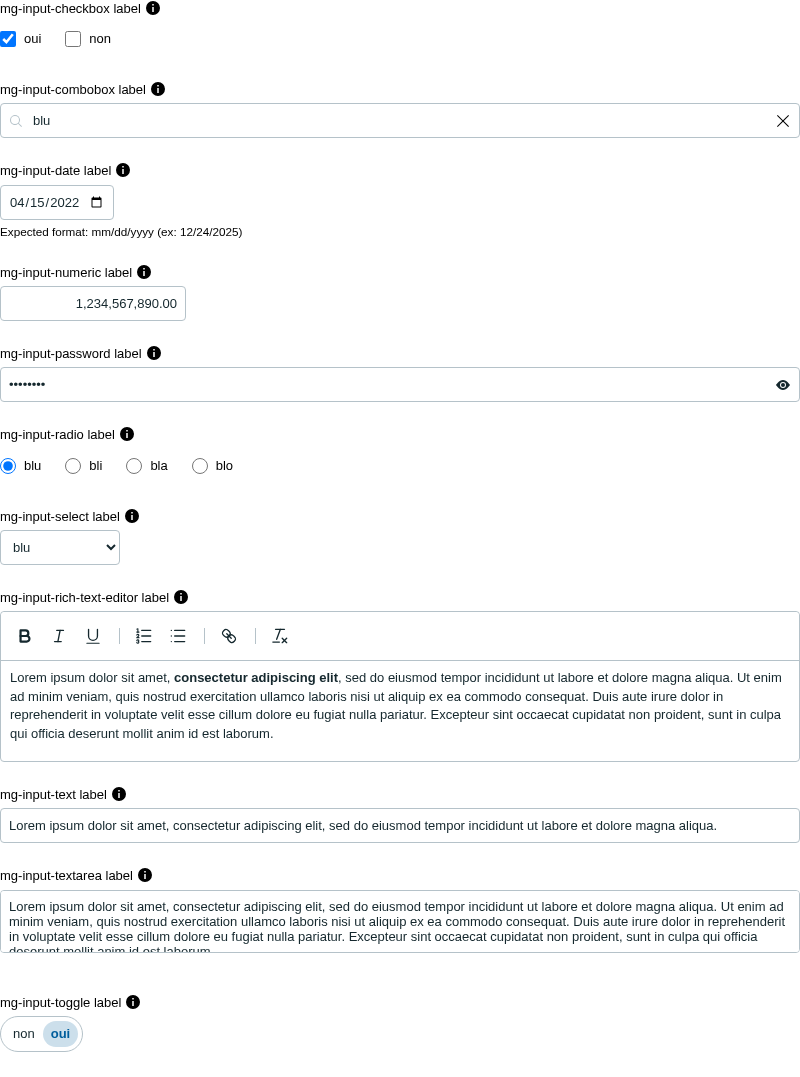 mg-input-checkbox label
oui non
mg-input-combobox label
blu
mg-input-date label
04/15/2022
Expected format: mm/dd/yyyy (ex: 12/24/2025)
mg-input-numeric label
1,234,567,890.00
mg-input-password label
••••••••
mg-input-radio label
blu bli bla blo
mg-input-select label
blu
mg-input-rich-text-editor label
Lorem ipsum dolor sit amet, consectetur adipiscing elit, sed do eiusmod tempor incididunt ut labore et dolore magna aliqua. Ut enim
ad minim veniam, quis nostrud exercitation ullamco laboris nisi ut aliquip ex ea commodo consequat. Duis aute irure dolor in
reprehenderit in voluptate velit esse cillum dolore eu fugiat nulla pariatur. Excepteur sint occaecat cupidatat non proident, sunt in culpa
qui officia deserunt mollit anim id est laborum.
mg-input-text label
Lorem ipsum dolor sit amet, consectetur adipiscing elit, sed do eiusmod tempor incididunt ut labore et dolore magna aliqua.
mg-input-textarea label
Lorem ipsum dolor sit amet, consectetur adipiscing elit, sed do eiusmod tempor incididunt ut labore et dolore magna aliqua. Ut enim ad
minim veniam, quis nostrud exercitation ullamco laboris nisi ut aliquip ex ea commodo consequat. Duis aute irure dolor in reprehenderit
in voluptate velit esse cillum dolore eu fugiat nulla pariatur. Excepteur sint occaecat cupidatat non proident, sunt in culpa qui officia
deserunt mollit anim id est laborum.
mg-input-toggle label
non oui